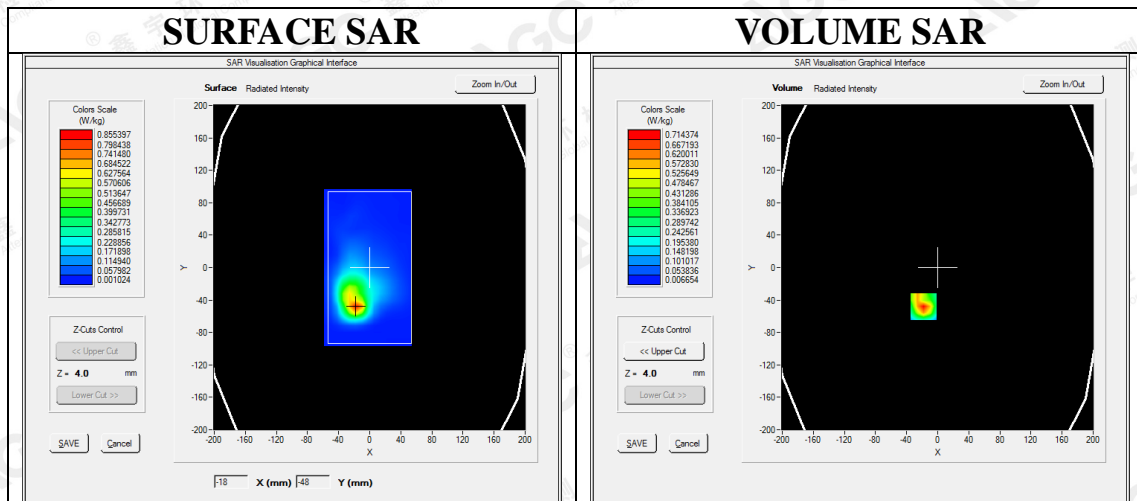 SURFACE SAR
VOLUME SAR
SAR Visualisation Graphical Interface
Surface Radiated Intensity
Zoom In/Out
Colors Scale
(W/kg)
0.855397
0.798438
0.741480
0.684522
0.627564
0.570606
0.513647
0.456689
0.399731
0.342773
0.285815
0.228856
0.171898
0.114940
0.057982
0.001024
Z-Cuts Control
<< Upper Cut
Z = 4.0 mm
Lower Cut >>
SAVE Cancel
200
160
120
80
40
0
-40
-80
-120
-160
-200
Y
-200 -160 -120 -80 -40 0 40 80 120 160 200
X
-18 X (mm) -48 Y (mm)
SAR Visualisation Graphical Interface
Volume Radiated Intensity
Zoom In/Out
Colors Scale
(W/kg)
0.714374
0.667193
0.620011
0.572830
0.525649
0.478467
0.431286
0.384105
0.336923
0.289742
0.242561
0.195380
0.148198
0.101017
0.053836
0.006654
Z-Cuts Control
<< Upper Cut
Z = 4.0 mm
Lower Cut >>
SAVE Cancel
200
160
120
80
40
0
-40
-80
-120
-160
-200
Y
-200 -160 -120 -80 -40 0 40 80 120 160 200
X